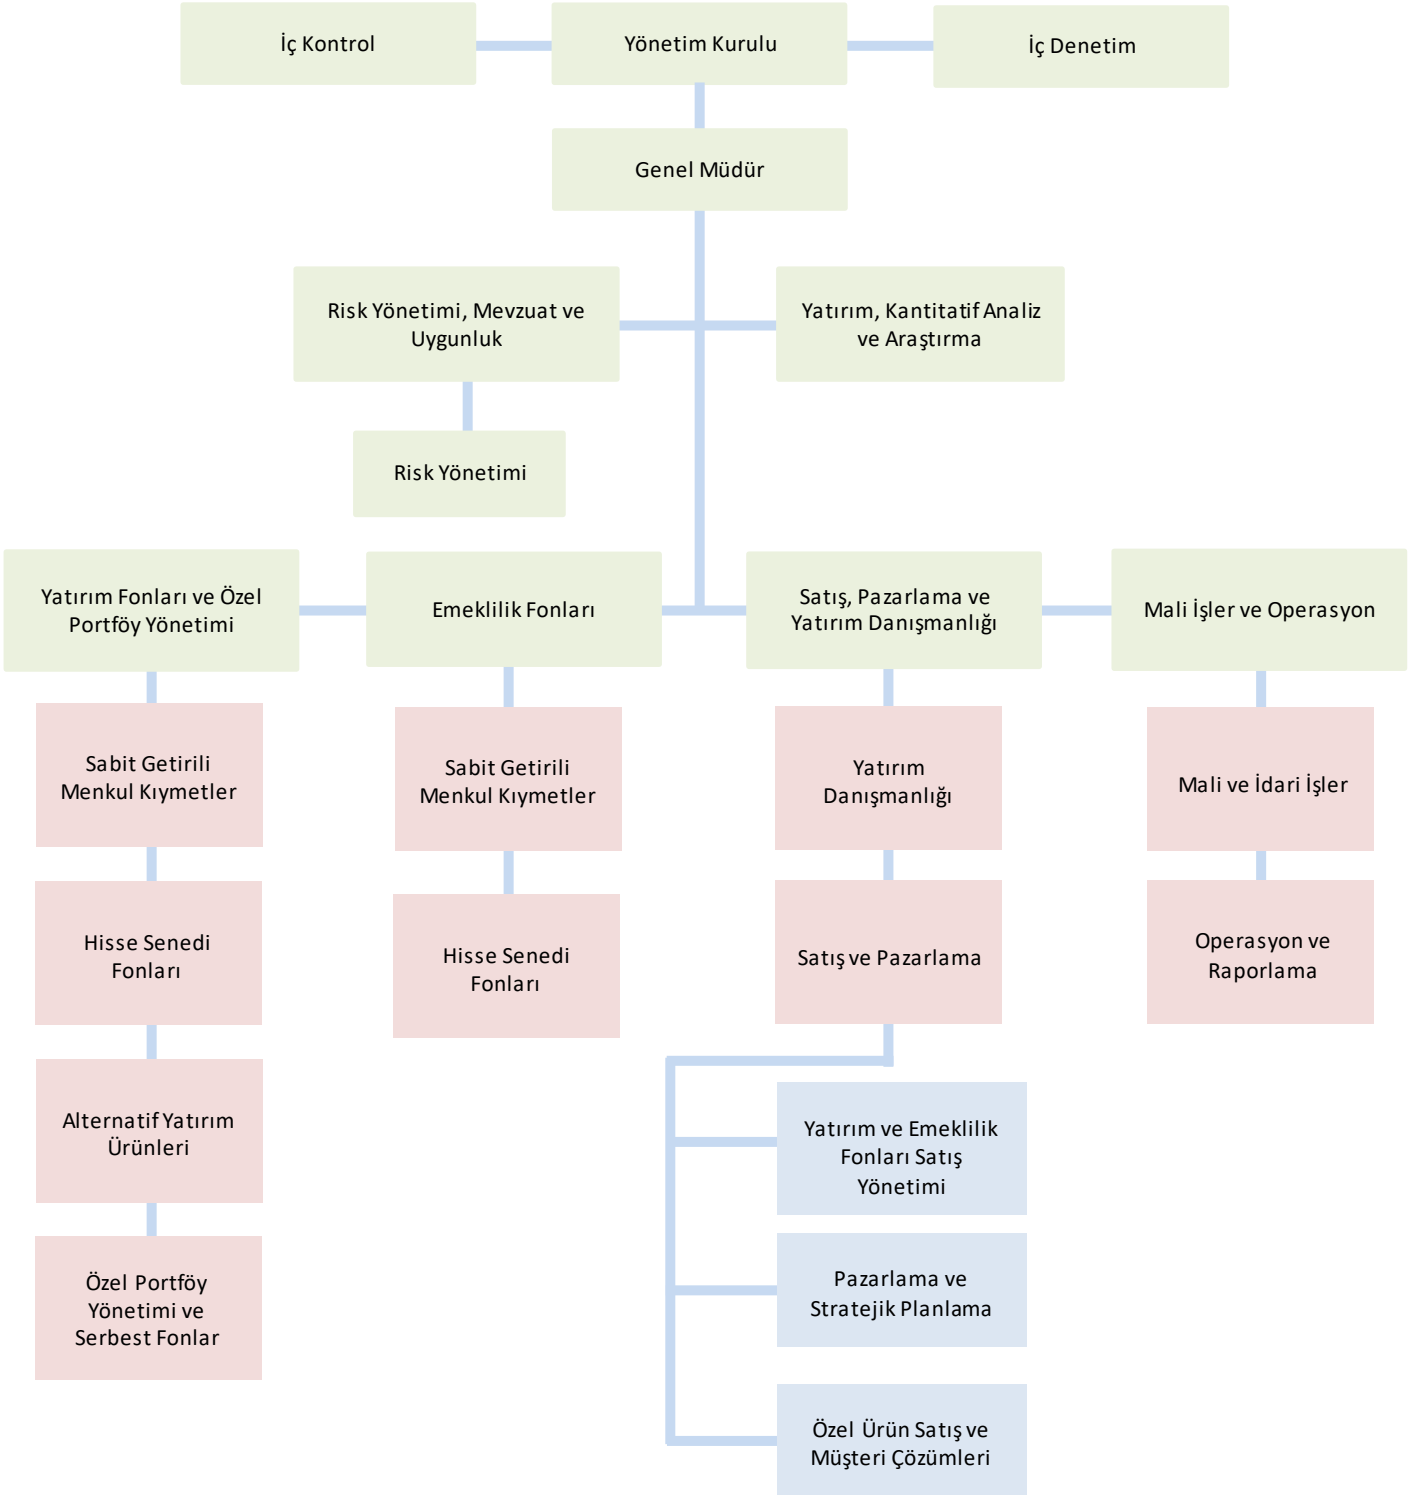 İç Kontrol
Yönetim Kurulu
İç Denetim
Genel Müdür
Risk Yönetimi, Mevzuat ve
Uygunluk
Yatırım, Kantitatif Analiz
ve Araştırma
Risk Yönetimi
Yatırım Fonları ve Özel
Portföy Yönetimi
Emeklilik Fonları
Satış, Pazarlama ve
Yatırım Danışmanlığı
Mali İşler ve Operasyon
Sabit Getirili
Menkul Kıymetler
Hisse Senedi
Fonları
Alternatif Yatırım
Ürünleri
Özel Portföy
Yönetimi ve
Serbest Fonlar
Sabit Getirili
Menkul Kıymetler
Hisse Senedi
Fonları
Yatırım
Danışmanlığı
Satış ve Pazarlama
Yatırım ve Emeklilik
Fonları Satış
Yönetimi
Pazarlama ve
Stratejik Planlama
Özel Ürün Satış ve
Müşteri Çözümleri
Mali ve İdari İşler
Operasyon ve
Raporlama